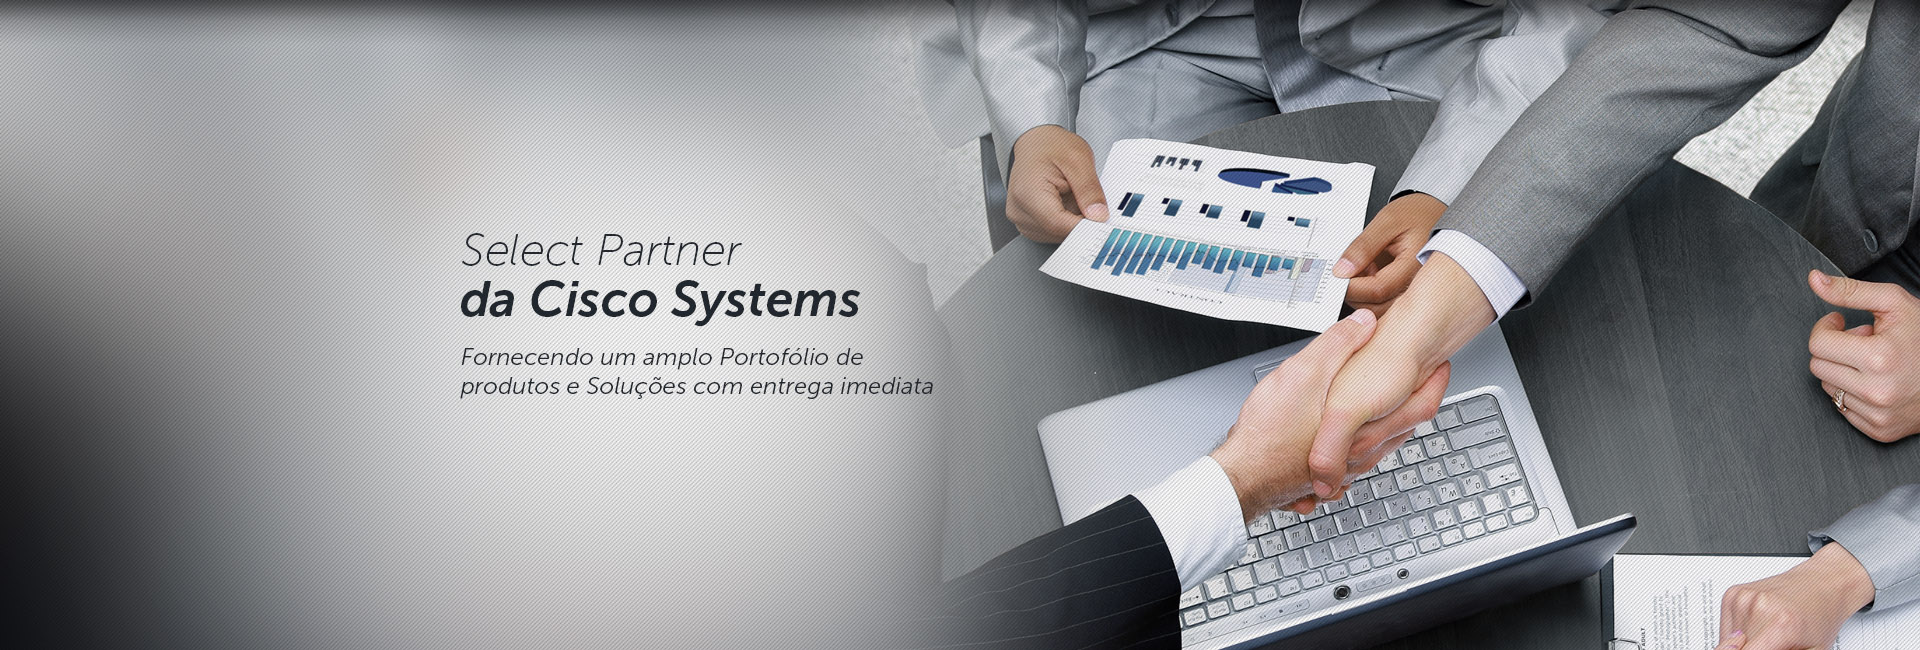 Select Partner
da Cisco Systems
Fornecendo um amplo Portofólio de
produtos e Soluções com entrega imediata